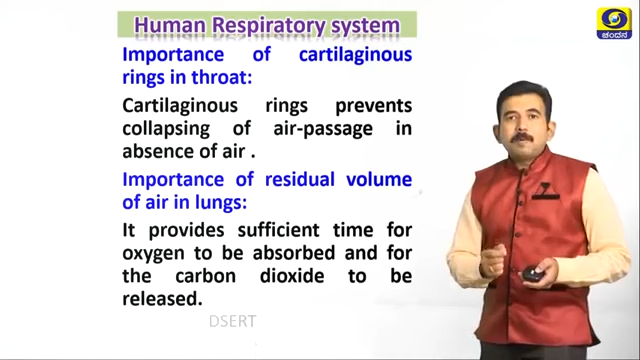 Human Respiratory system
Importance of cartilaginous
rings in throat:
Cartilaginous rings prevents
collapsing of air-passage in
absence of air .
Importance of residual volume
of air in lungs:
It provides sufficient time for
oxygen to be absorbed and for
the carbon dioxide to be
released.
DSERT
ಚಂದನ